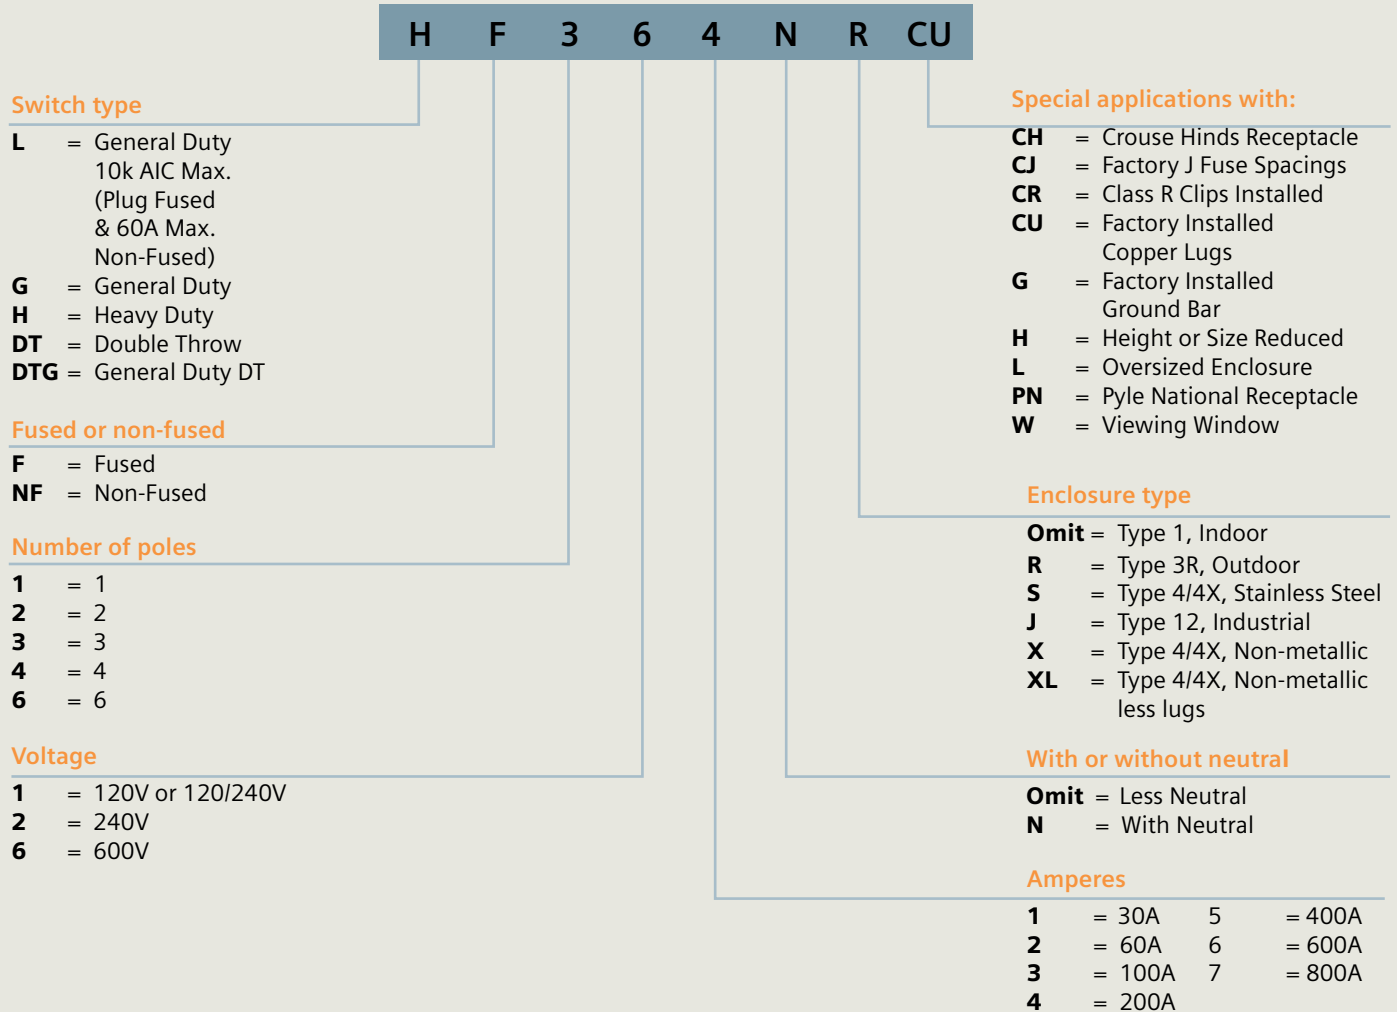 H F 3 6 4 N R CU
Switch type
L = General Duty
10k AIC Max.
(Plug Fused
& 60A Max.
Non-Fused)
G = General Duty
H = Heavy Duty
DT = Double Throw
DTG = General Duty DT
Fused or non-fused
F = Fused
NF = Non-Fused
Number of poles
1 = 1
2 = 2
3 = 3
4 = 4
6 = 6
Voltage
1 = 120V or 120/240V
2 = 240V
6 = 600V
Special applications with:
CH = Crouse Hinds Receptacle
CJ = Factory J Fuse Spacings
CR = Class R Clips Installed
CU = Factory Installed
Copper Lugs
G = Factory Installed
Ground Bar
H = Height or Size Reduced
L = Oversized Enclosure
PN = Pyle National Receptacle
W = Viewing Window
Enclosure type
Omit = Type 1, Indoor
R = Type 3R, Outdoor
S = Type 4/4X, Stainless Steel
J = Type 12, Industrial
X = Type 4/4X, Non-metallic
XL = Type 4/4X, Non-metallic
less lugs
With or without neutral
Omit = Less Neutral
N = With Neutral
Amperes
1 = 30A 5 = 400A
2 = 60A 6 = 600A
3 = 100A 7 = 800A
4 = 200A